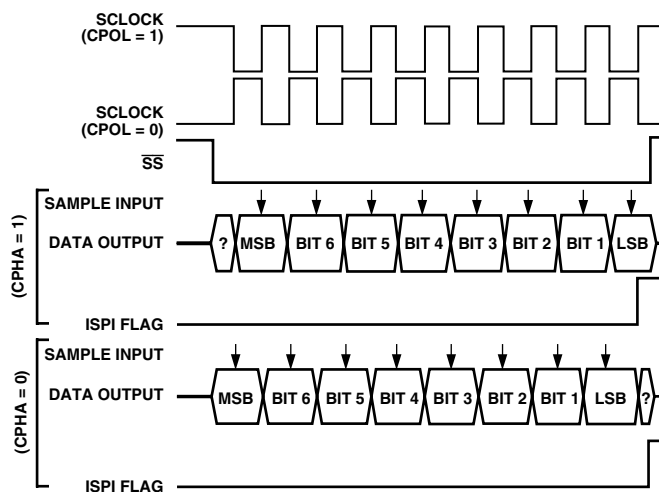 SCLOCK
(CPOL = 1)
SCLOCK
(CPOL = 0)
SS
(CPHA = 1)
SAMPLE INPUT
DATA OUTPUT
? MSB BIT 6 BIT 5 BIT 4 BIT 3 BIT 2 BIT 1 LSB
ISPI FLAG
(CPHA = 0)
SAMPLE INPUT
DATA OUTPUT
MSB BIT 6 BIT 5 BIT 4 BIT 3 BIT 2 BIT 1 LSB ?
ISPI FLAG